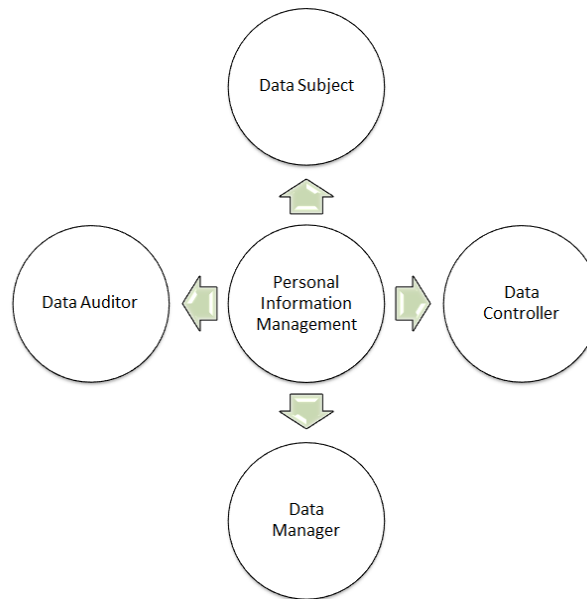 Data Subject
Data Auditor
Personal
Information
Management
Data
Controller
Data
Manager